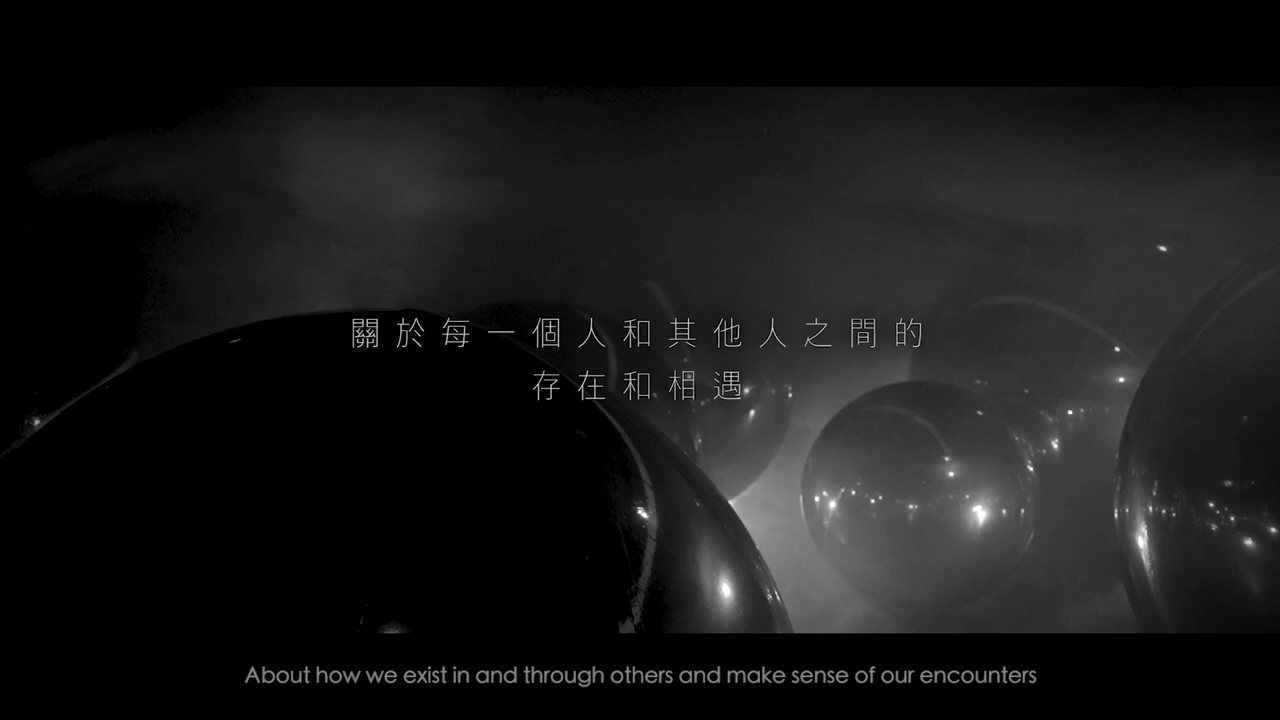 關於每一個人和其他人之間的
存在和相遇
About how we exist in and through others and make sense of our encounters